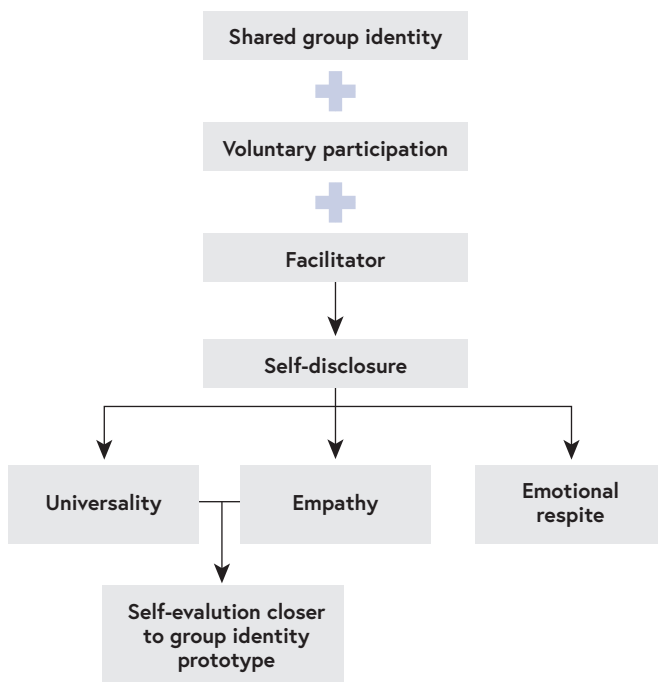 Shared group identity
Voluntary participation
Facilitator
Self-disclosure
Universality
Empathy
Emotional
respite
Self-evalution closer
to group identity
prototype